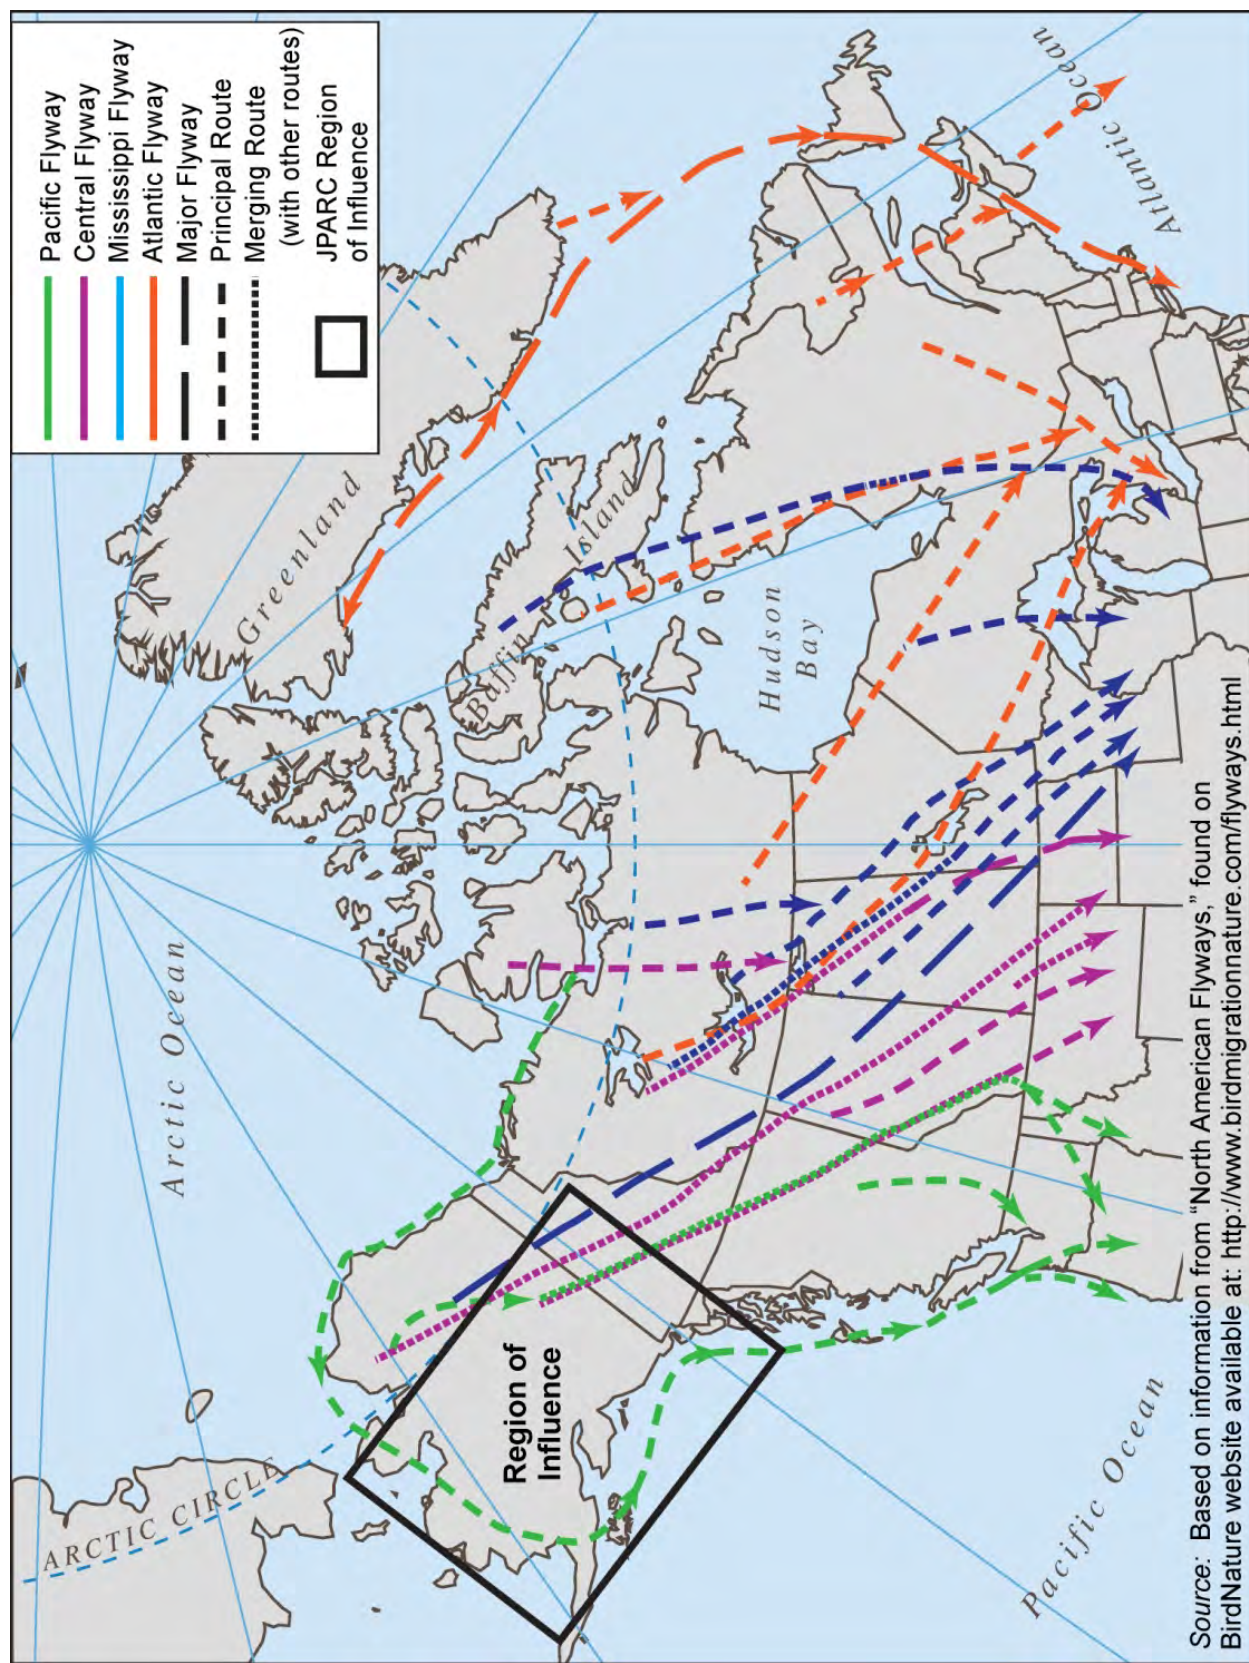 Pacific Flyway
Central Flyway
Mississippi Flyway
Atlantic Flyway
Major Flyway
Principal Route
Merging Route
(with other routes)
JPARC Region
of Influence
Greenland
Arctic Ocean
Baffin Island
Hudson
Bay
Atlantic Ocean
ARCTIC CIRCLE
Region of
Influence
Pacific Ocean
Source: Based on information from “North American Flyways,” found on
BirdNature website available at: http://www.birdmigrationnature.com/flyways.html